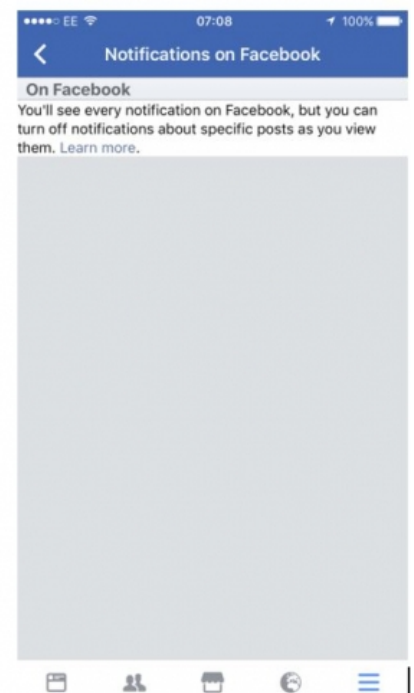 EE 07:08 100%
Notifications on Facebook
On Facebook
You'll see every notification on Facebook, but you can
turn off notifications about specific posts as you view
them. Learn more.